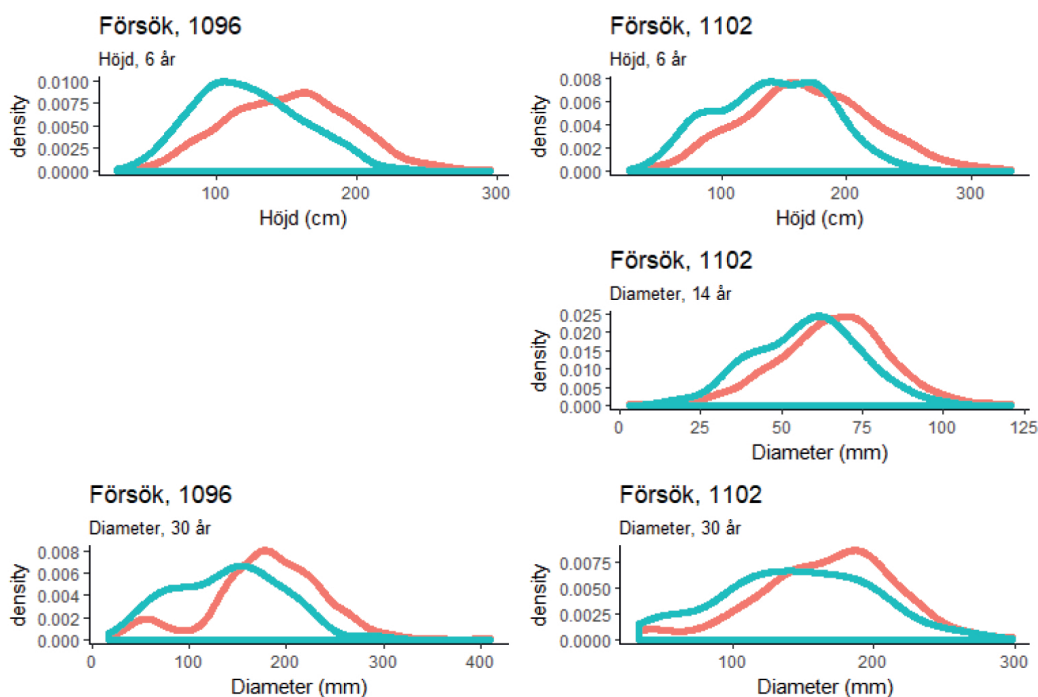 Försök, 1096
Höjd, 6 år
density
0.0100
0.0075
0.0050
0.0025
0.0000
100
200
300
Höjd (cm)
Försök, 1102
Höjd, 6 år
density
0.008
0.006
0.004
0.002
0.000
100
200
300
Höjd (cm)
Försök, 1102
Diameter, 14 år
density
0.025
0.020
0.015
0.010
0.005
0.000
0
25
50
75
100
125
Diameter (mm)
Försök, 1096
Diameter, 30 år
density
0.008
0.006
0.004
0.002
0.000
0
100
200
300
400
Diameter (mm)
Försök, 1102
Diameter, 30 år
density
0.0075
0.0050
0.0025
0.0000
100
200
300
Diameter (mm)